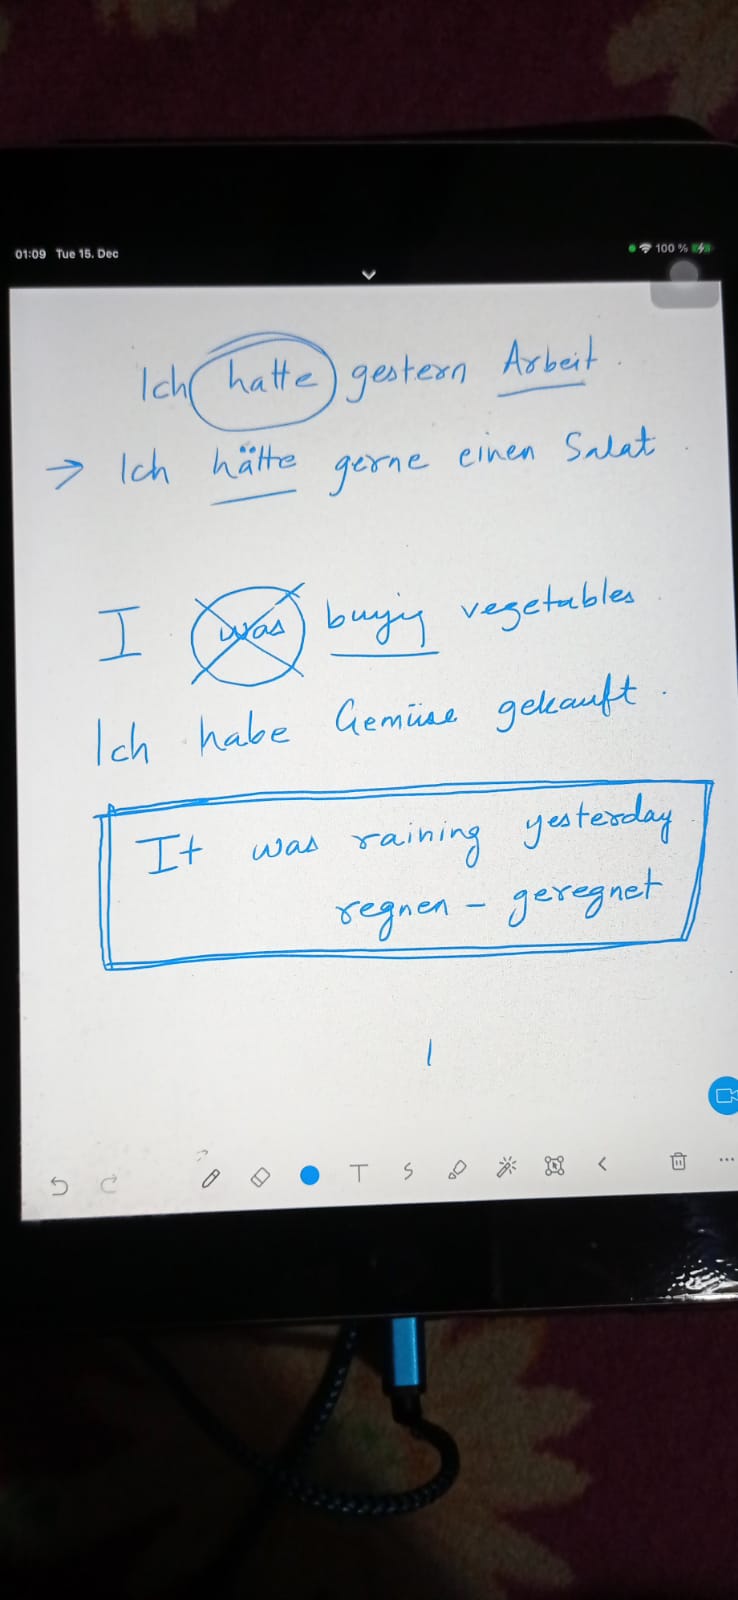 01:09 Tue 15. Dec 100 %
Ich hatte gestern Arbeit.
→ Ich hätte gerne einen Salat.
I was buyig vegetables.
Ich habe Gemüse gekauft.
It was raining yesterday
regnen - geregnet
T